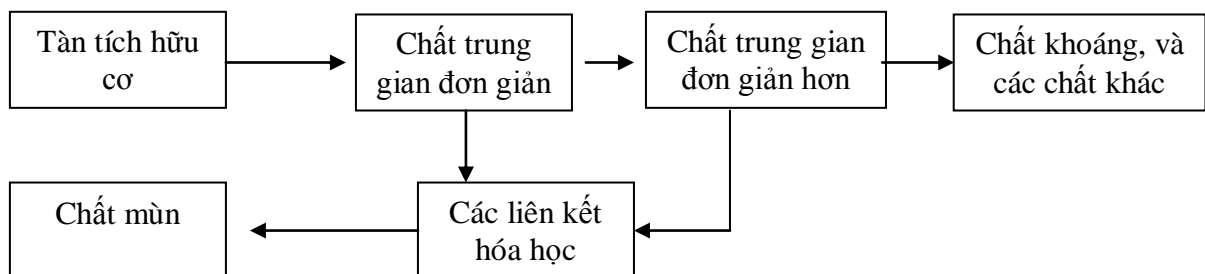 Tàn tích hữu
cơ
Chất trung
gian đơn giản
Chất trung gian
đơn giản hơn
Chất khoáng, và
các chất khác
Chất mùn
Các liên kết
hóa học